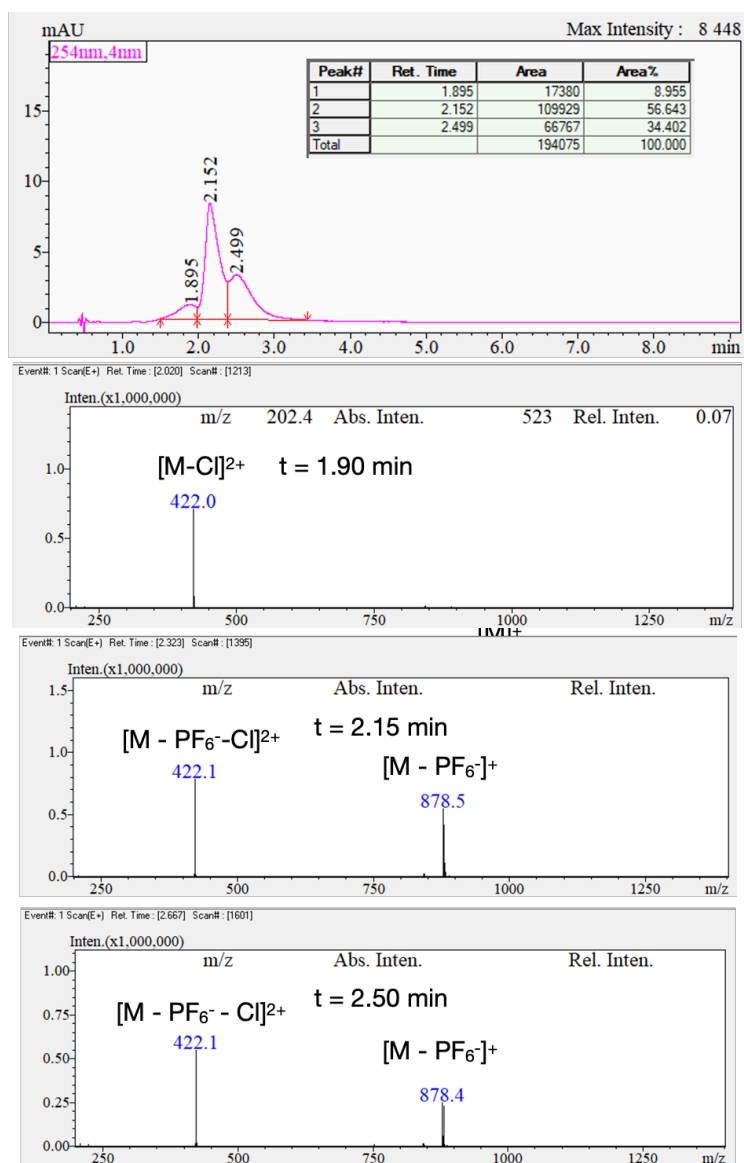 mAU Max Intensity : 8 448
254nm,4nm
Peak# Ret. Time Area Area%
1 1.895 17380 8.955
2 2.152 109929 56.643
3 2.499 66767 34.402
Total 194075 100.000
15
10
5
0
1.895
2.152
2.499
1.0 2.0 3.0 4.0 5.0 6.0 7.0 8.0 min
Event#: 1 Scan(E+) Ret. Time : [2.020] Scan# : [1213]
Inten.(x1,000,000)
m/z 202.4 Abs. Inten. 523 Rel. Inten. 0.07
1.0
[M-Cl]2+ t = 1.90 min
422.0
0.5
0.0
250 500 750 1000 1250 m/z
Event#: 1 Scan(E+) Ret. Time : [2.323] Scan# : [1395]
Inten.(x1,000,000)
1.5 m/z Abs. Inten. Rel. Inten.
[M - PF6--Cl]2+ t = 2.15 min
1.0
[M - PF6-]+
422.1
878.5
0.5
0.0
250 500 750 1000 1250 m/z
Event#: 1 Scan(E+) Ret. Time : [2.667] Scan# : [1601]
Inten.(x1,000,000)
m/z Abs. Inten. Rel. Inten.
1.00
[M - PF6- - Cl]2+ t = 2.50 min
0.75
422.1
[M - PF6-]+
0.50
878.4
0.25
0.00
250 500 750 1000 1250 m/z